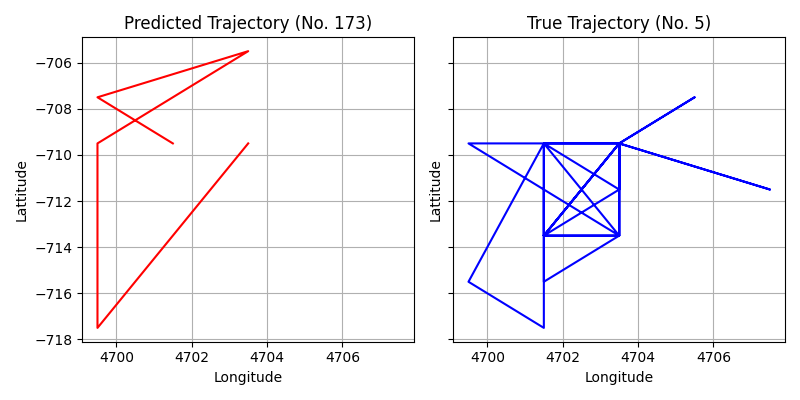 Predicted Trajectory (No. 173)
True Trajectory (No. 5)
−706
−708
−710
−712
−714
−716
−718
Lattitude
Lattitude
4700
4702
4704
4706
4700
4702
4704
4706
Longitude
Longitude